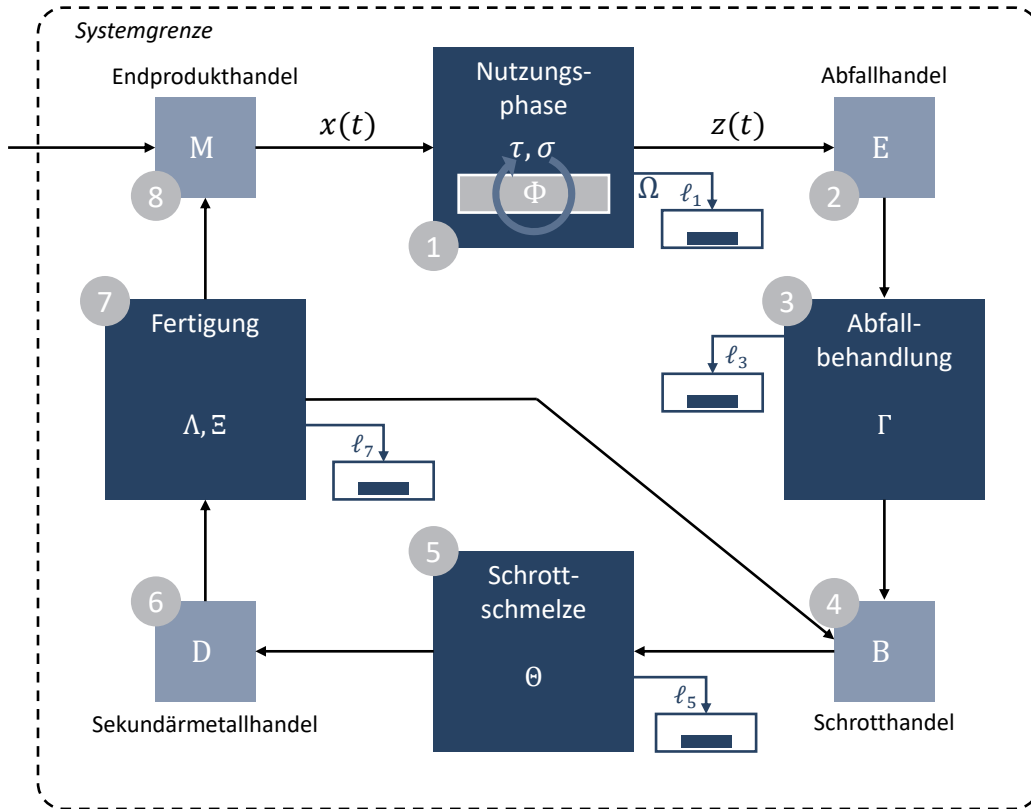 Systemgrenze
Endprodukthandel
M
8
x(t)
Nutzungs-
phase
τ, σ
Φ
1
Ω
ℓ₁
z(t)
Abfallhandel
E
2
7
Fertigung
Λ, Ξ
ℓ₇
3
Abfall-
behandlung
Γ
ℓ₃
6
D
Sekundärmetallhandel
5
Schrott-
schmelze
Θ
ℓ₅
4
B
Schrotthandel